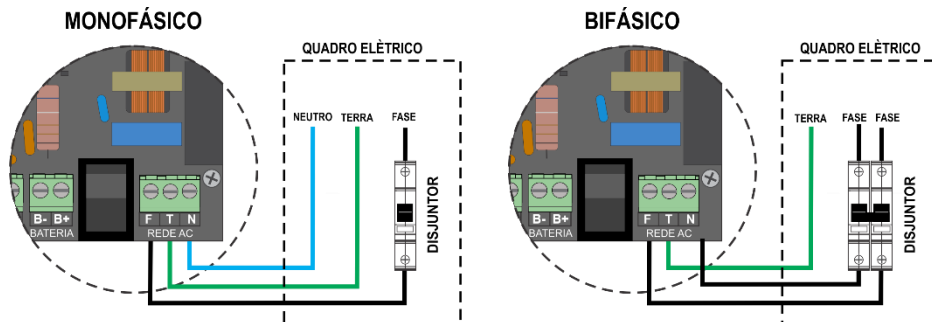 MONOFÁSICO
QUADRO ELÈTRICO
NEUTRO TERRA FASE
DISJUNTOR
B- B+
BATERIA
F T N
REDE AC
BIFÁSICO
QUADRO ELÈTRICO
TERRA FASE FASE
DISJUNTOR
B- B+
BATERIA
F T N
REDE AC